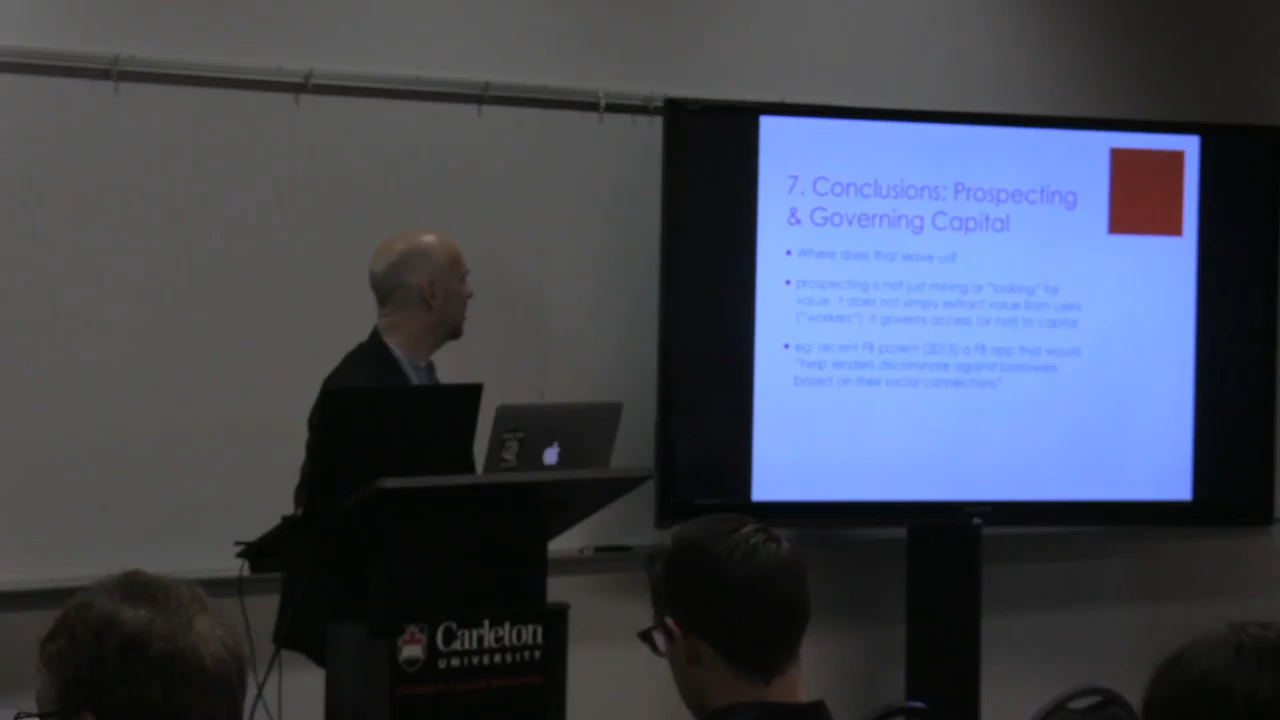 7. Conclusions: Prospecting
& Governing Capital
• Where does that leave us?
• prospecting is not just mining or "looking" for
value. it does not simply extract value from users
("workers"). it governs access (or not) to capital
• eg: recent FB patent (2015) a FB app that would
"help lenders discriminate against borrowers
based on their social connections"
Carleton
UNIVERSITY